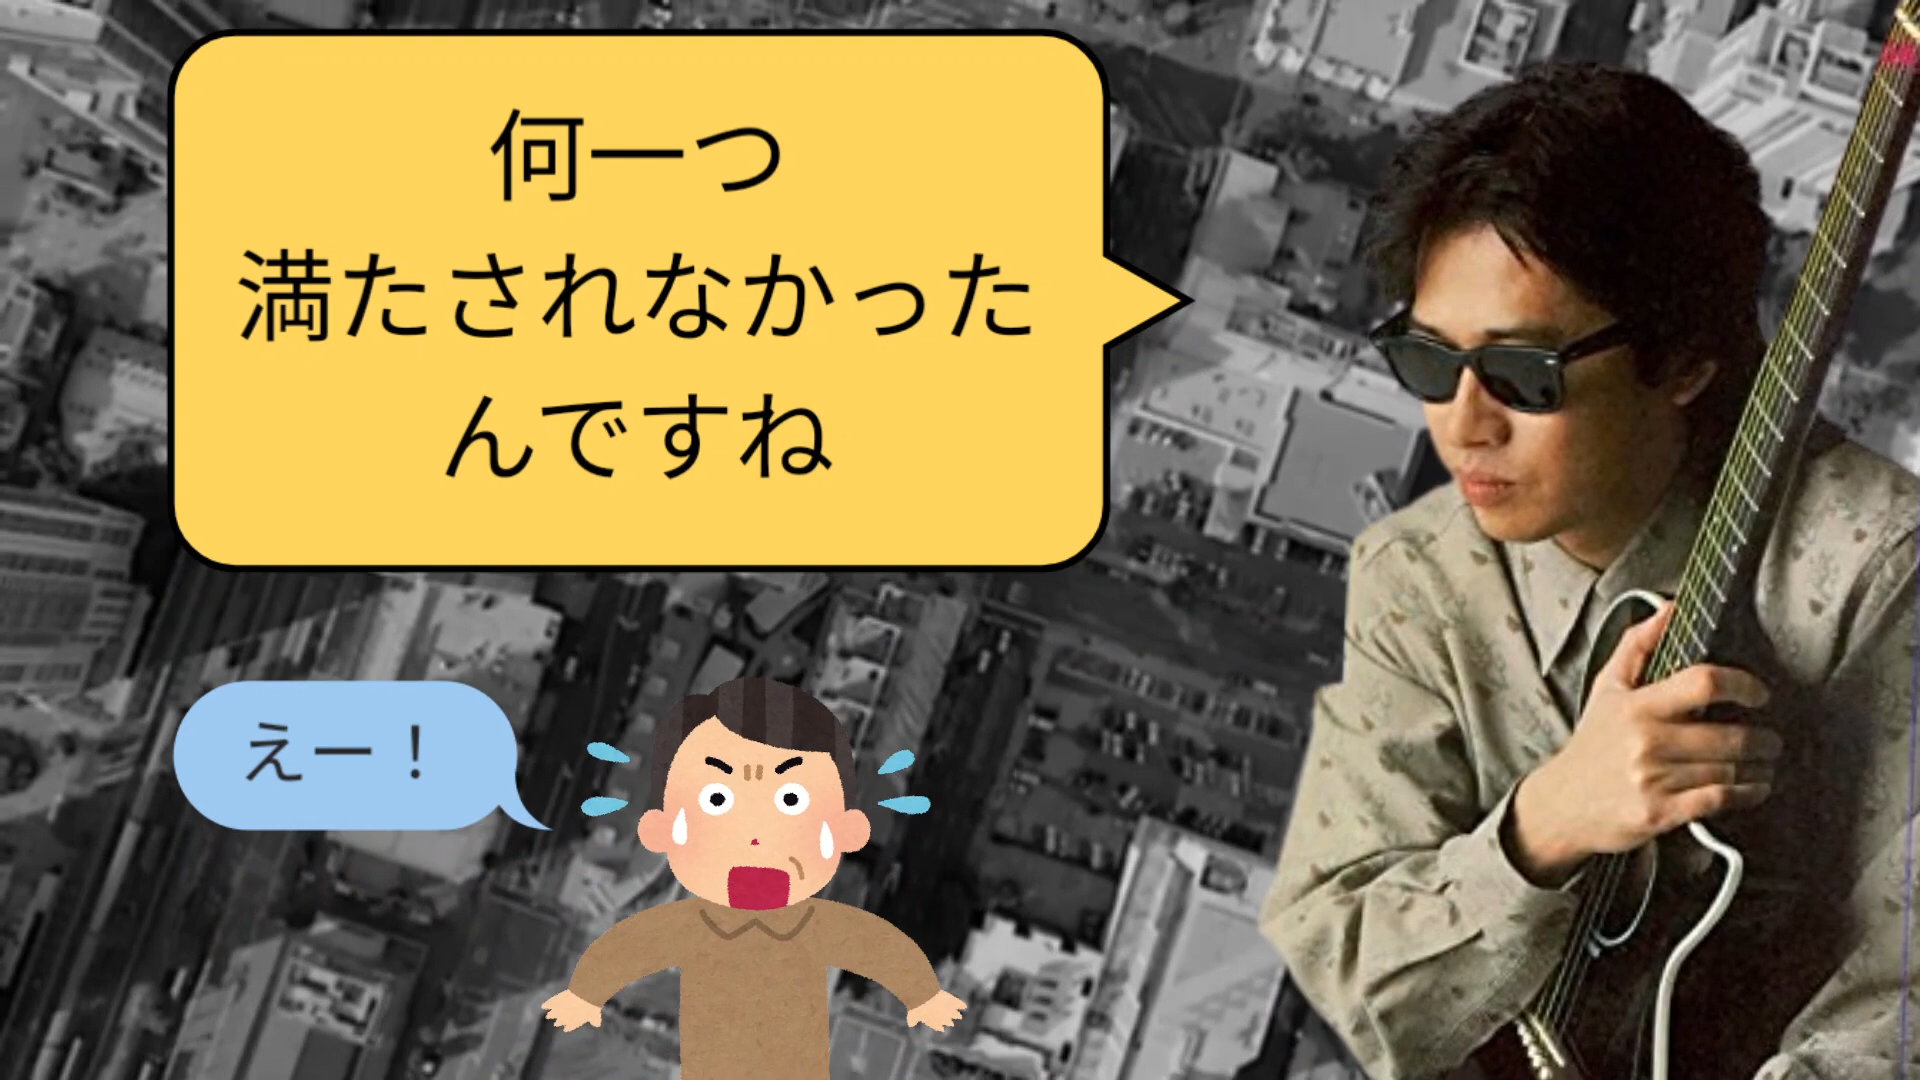 何一つ
満たされなかった
んですね
えー！